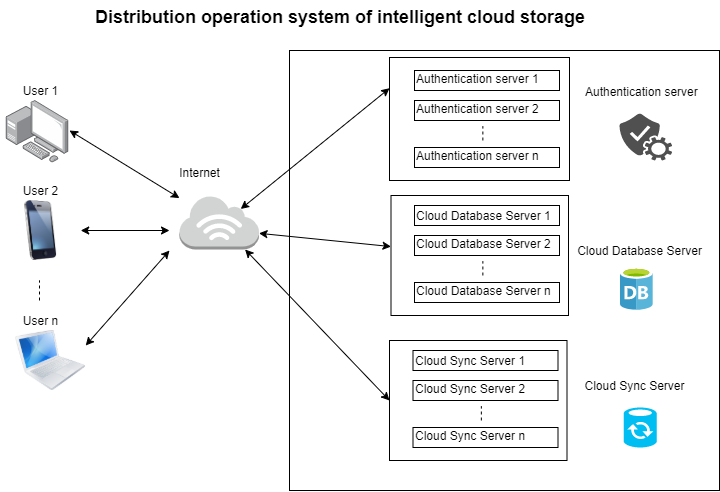 Distribution operation system of intelligent cloud storage
User 1
User 2
User n
Internet
Authentication server 1
Authentication server 2
Authentication server n
Authentication server
Cloud Database Server 1
Cloud Database Server 2
Cloud Database Server n
Cloud Database Server
DB
Cloud Sync Server 1
Cloud Sync Server 2
Cloud Sync Server n
Cloud Sync Server